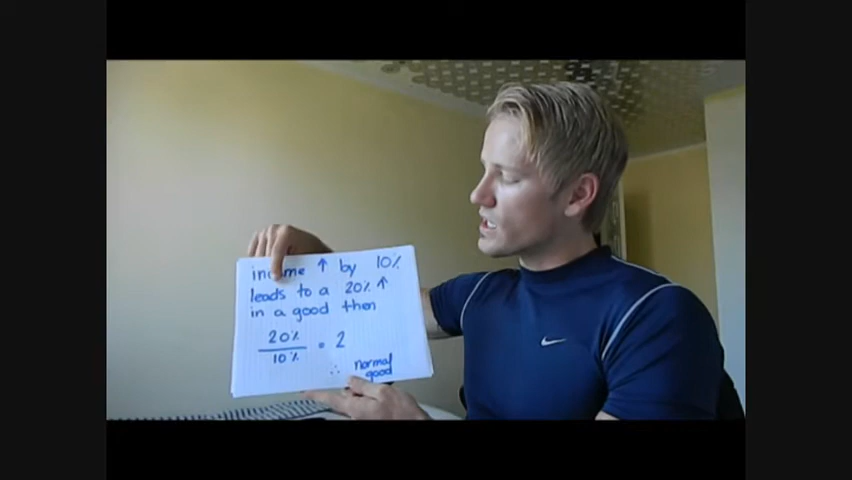 income ↑ by 10%
leads to a 20% ↑
in a good then
20%
10%
= 2
∴ normal
good